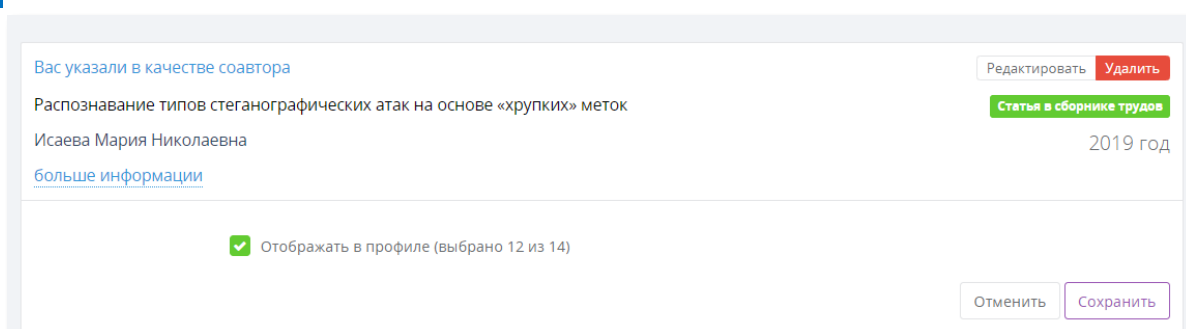 Вас указали в качестве соавтора
Редактировать Удалить
Распознавание типов стеганографических атак на основе «хрупких» меток
Статья в сборнике трудов
Исаева Мария Николаевна
2019 год
больше информации
Отображать в профиле (выбрано 12 из 14)
Отменить Сохранить